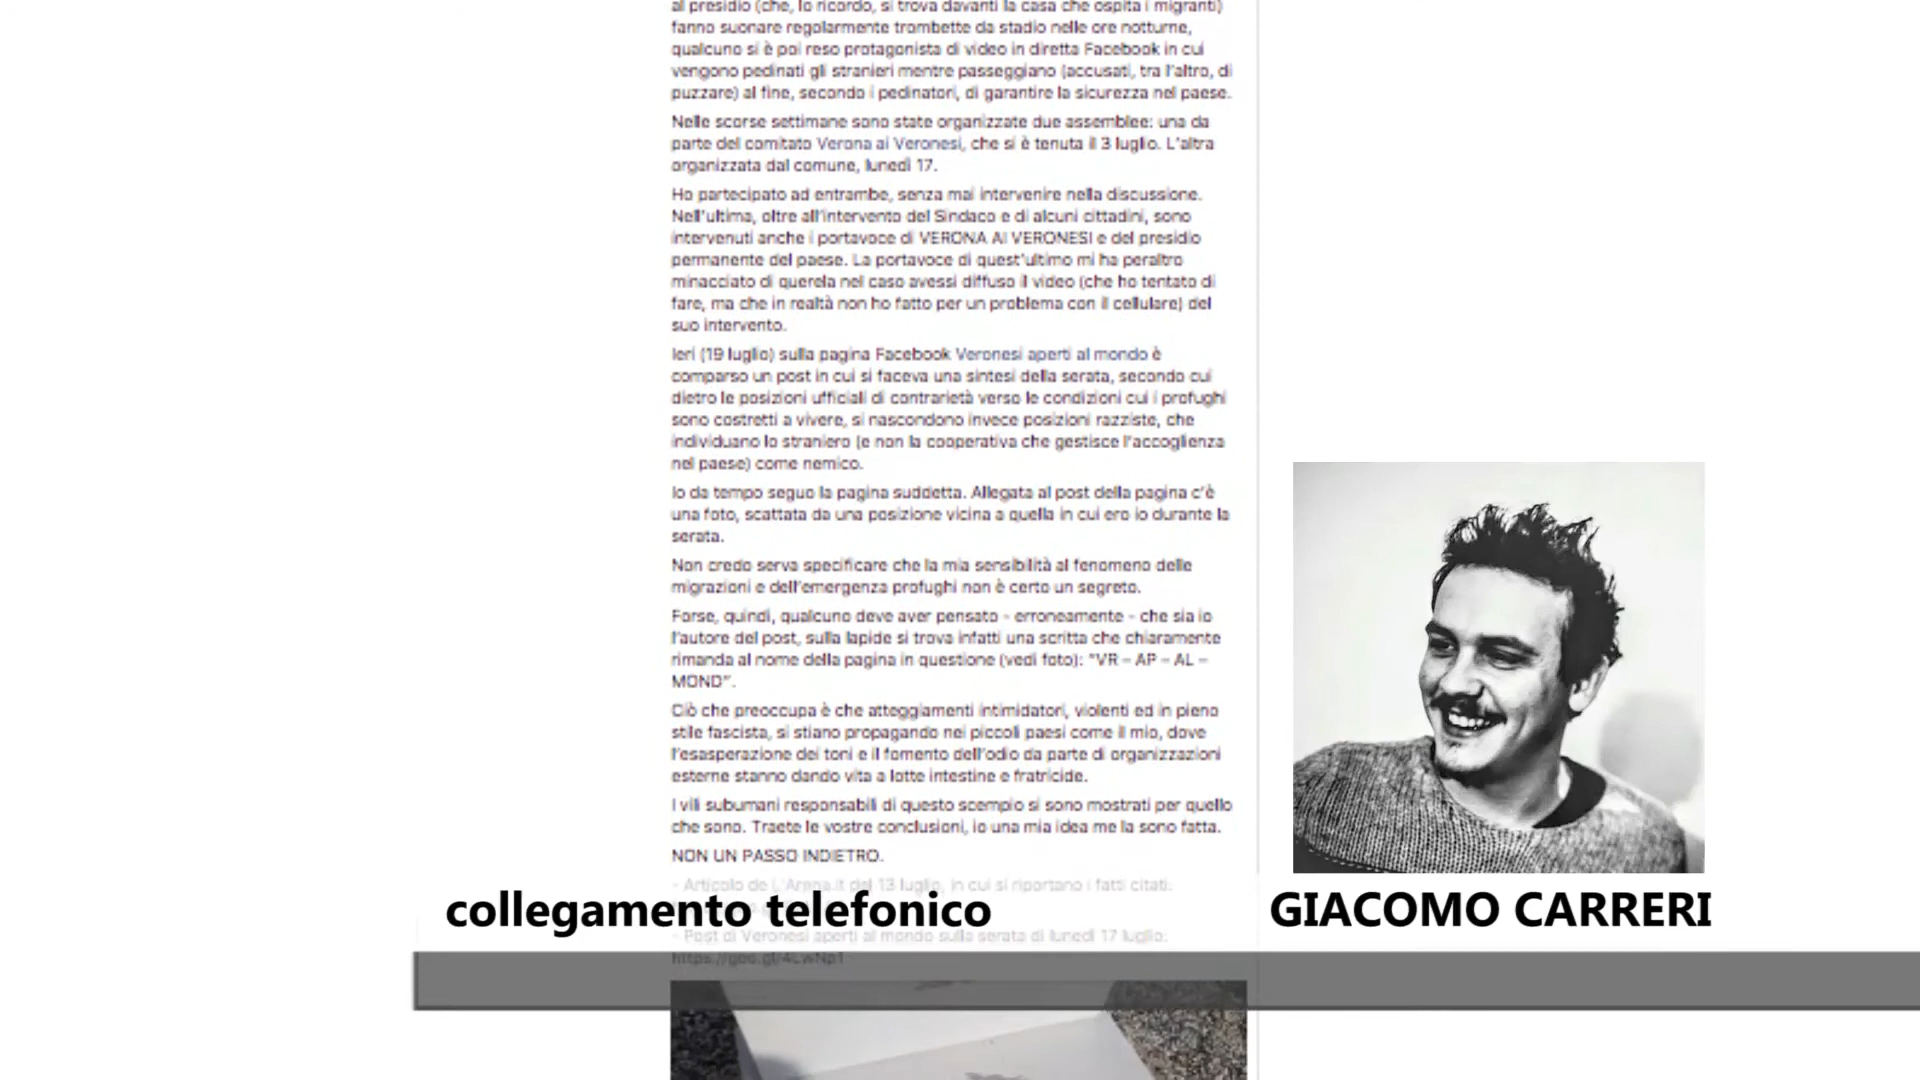 al presidio (che, lo ricordo, si trova davanti la casa che ospita i migranti)
fanno suonare regolarmente trombette da stadio nelle ore notturne,
qualcuno si è poi reso protagonista di video in diretta Facebook in cui
vengono pedinati gli stranieri mentre passeggiano (accusati, tra l'altro, di
puzzare) al fine, secondo i pedinatori, di garantire la sicurezza nel paese.
Nelle scorse settimane sono state organizzate due assemblee: una da
parte del comitato Verona ai Veronesi, che si è tenuta il 3 luglio. L'altra
organizzata dal comune, lunedì 17.
Ho partecipato ad entrambe, senza mai intervenire nella discussione.
Nell'ultima, oltre all'intervento del Sindaco e di alcuni cittadini, sono
intervenuti anche i portavoce di VERONA AI VERONESI e del presidio
permanente del paese. La portavoce di quest'ultimo mi ha peraltro
minacciato di querela nel caso avessi diffuso il video (che ho tentato di
fare, ma che in realtà non ho fatto per un problema con il cellulare) del
suo intervento.
Ieri (19 luglio) sulla pagina Facebook Veronesi aperti al mondo è
comparso un post in cui si faceva una sintesi della serata, secondo cui
dietro le posizioni ufficiali di contrarietà verso le condizioni cui i profughi
sono costretti a vivere, si nascondono invece posizioni razziste, che
individuano lo straniero (e non la cooperativa che gestisce l'accoglienza
nel paese) come nemico.
Io da tempo seguo la pagina suddetta. Allegata al post della pagina c'è
una foto, scattata da una posizione vicina a quella in cui ero io durante la
serata.
Non credo serva specificare che la mia sensibilità al fenomeno delle
migrazioni e dell'emergenza profughi non è certo un segreto.
Forse, quindi, qualcuno deve aver pensato - erroneamente - che sia io
l'autore del post, sulla lapide si trova infatti una scritta che chiaramente
rimanda al nome della pagina in questione (vedi foto): "VR – AP – AL –
MOND".
Ciò che preoccupa è che atteggiamenti intimidatori, violenti ed in pieno
stile fascista, si stiano propagando nei piccoli paesi come il mio, dove
l'esasperazione dei toni e il fomento dell'odio da parte di organizzazioni
esterne stanno dando vita a lotte intestine e fratricide.
I vili subumani responsabili di questo scempio si sono mostrati per quello
che sono. Traete le vostre conclusioni, io una mia idea me la sono fatta.
NON UN PASSO INDIETRO.
- Articolo de L'Arena.it del 13 luglio, in cui si riportano i fatti citati:
collegamento telefonico
GIACOMO CARRERI
- Post di Veronesi aperti al mondo sulla serata di lunedì 17 luglio:
https://goo.gl/4LwNp1